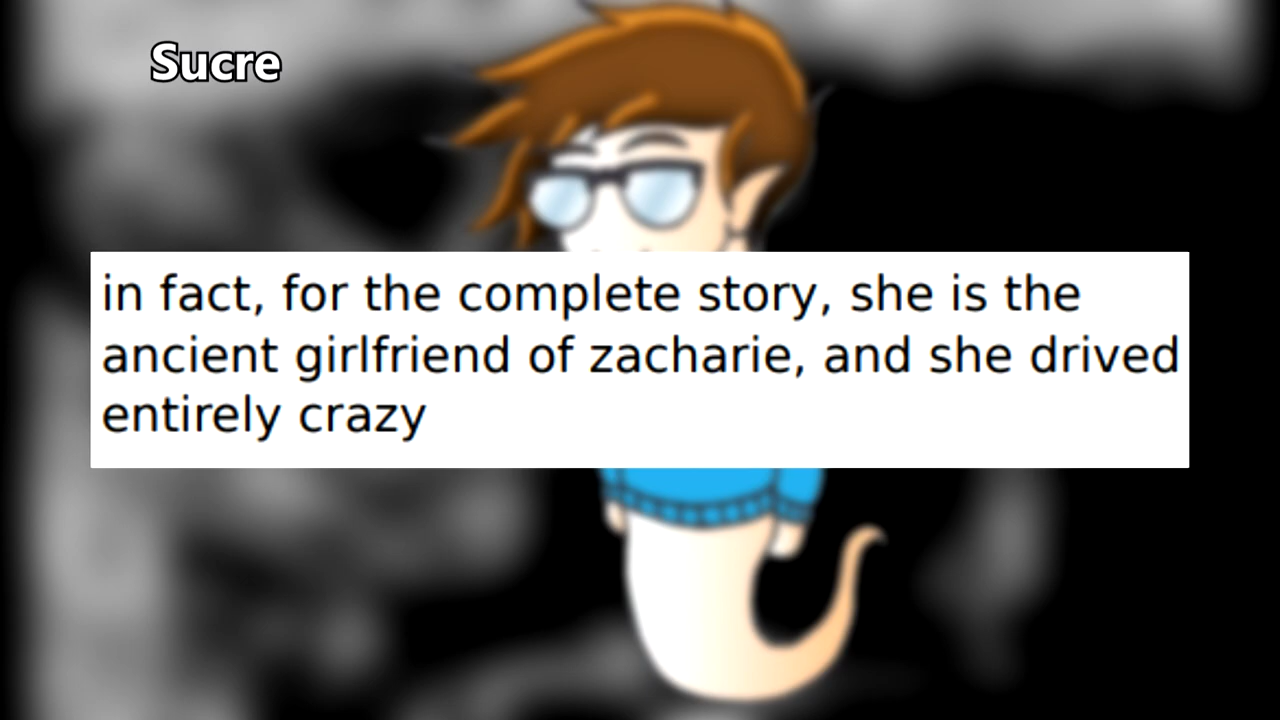 Sucre
in fact, for the complete story, she is the
ancient girlfriend of zacharie, and she drived
entirely crazy